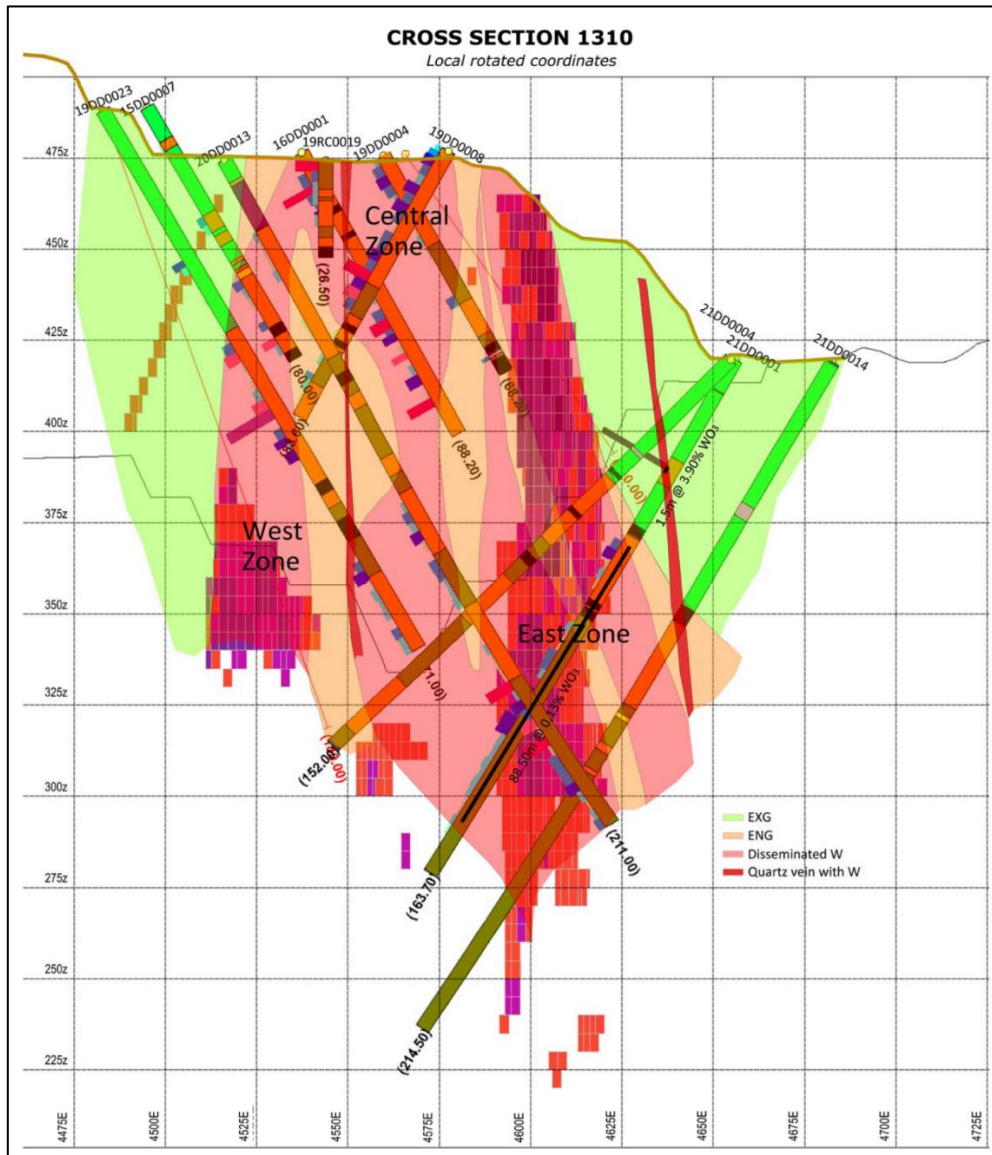 CROSS SECTION 1310
Local rotated coordinates
19DD0023
15DD0007
20DD0013
16DD0001
19RC0019
19DD0004
19DD0008
475z
Central
Zone
450z
(26.50)
425z
21DD0004
21DD0001
21DD0014
(80.00)
(68.20)
400z
(88.20)
1.5m @ 3.90% WO₃
375z
West
Zone
350z
East Zone
71.00)
325z
88.50m @ 0.13% WO₃
(152.00)
300z
EXG
ENG
Disseminated W
Quartz vein with W
(211.00)
275z
(163.70)
250z
(214.50)
225z
4475E
4500E
4525E
4550E
4575E
4600E
4625E
4650E
4675E
4700E
4725E